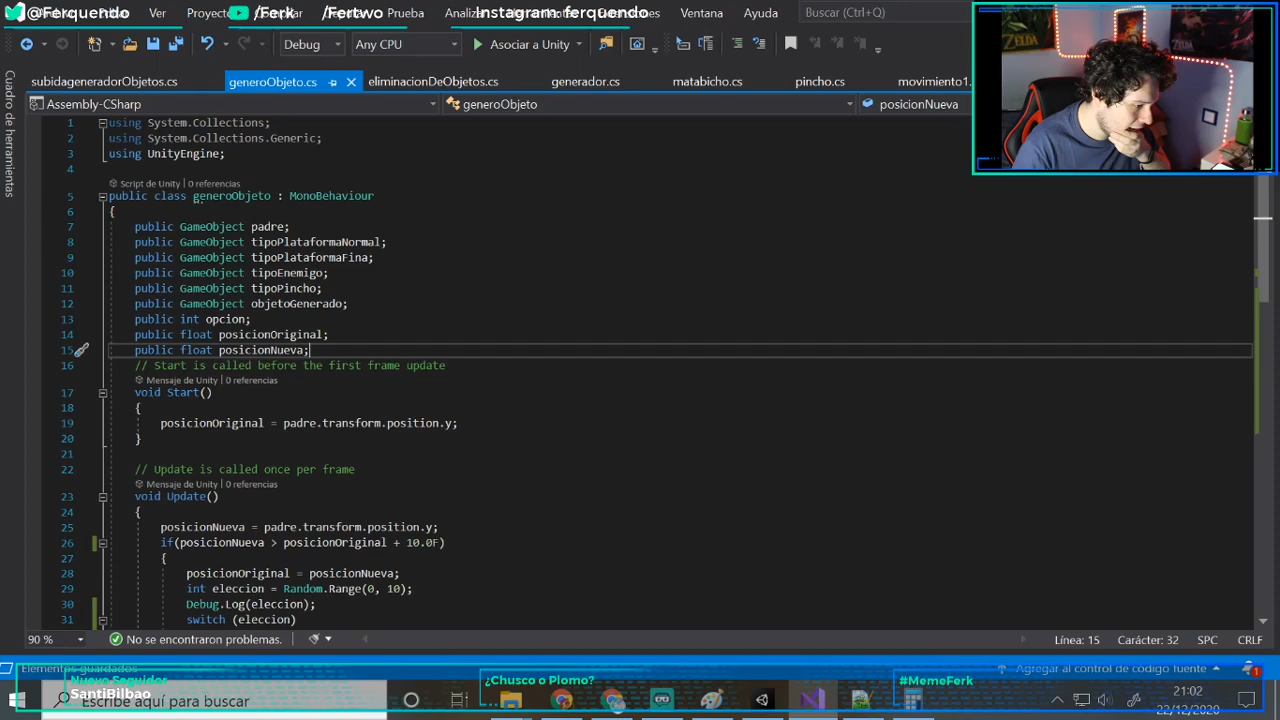 @Ferquendo
/Ferk
/Ferwo
Instagram-ferquendo
Ver
Proyecto
Prueba
Ventana
Ayuda
Buscar (Ctrl+Q)
Debug
Any CPU
Asociar a Unity
Cuadro de herramientas
subidageneradorObjetos.cs
generoObjeto.cs
eliminacionDeObjetos.cs
generador.cs
matabicho.cs
pincho.cs
movimiento1.
Assembly-CSharp
generoObjeto
posicionNueva
1 using System.Collections;
2 using System.Collections.Generic;
3 using UnityEngine;
4
Script de Unity | 0 referencias
5 public class generoObjeto : MonoBehaviour
6 {
7 public GameObject padre;
8 public GameObject tipoPlataformaNormal;
9 public GameObject tipoPlataformaFina;
10 public GameObject tipoEnemigo;
11 public GameObject tipoPincho;
12 public GameObject objetoGenerado;
13 public int opcion;
14 public float posicionOriginal;
15 public float posicionNueva;
16 // Start is called before the first frame update
Mensaje de Unity | 0 referencias
17 void Start()
18 {
19 posicionOriginal = padre.transform.position.y;
20 }
21
22 // Update is called once per frame
Mensaje de Unity | 0 referencias
23 void Update()
24 {
25 posicionNueva = padre.transform.position.y;
26 if(posicionNueva > posicionOriginal + 10.0F)
27 {
28 posicionOriginal = posicionNueva;
29 int eleccion = Random.Range(0, 10);
30 Debug.Log(eleccion);
31 switch (eleccion)
ZELDA
90 %
No se encontraron problemas.
Línea: 15
Carácter: 32
SPC
CRLF
Elementos guardados
Agregar al control de código fuente
1
Nuevo Seguidor
SantiBilbao
¿Chusco o Plomo?
#MemeFerk
Escribe aquí para buscar
21:02
22/12/2020